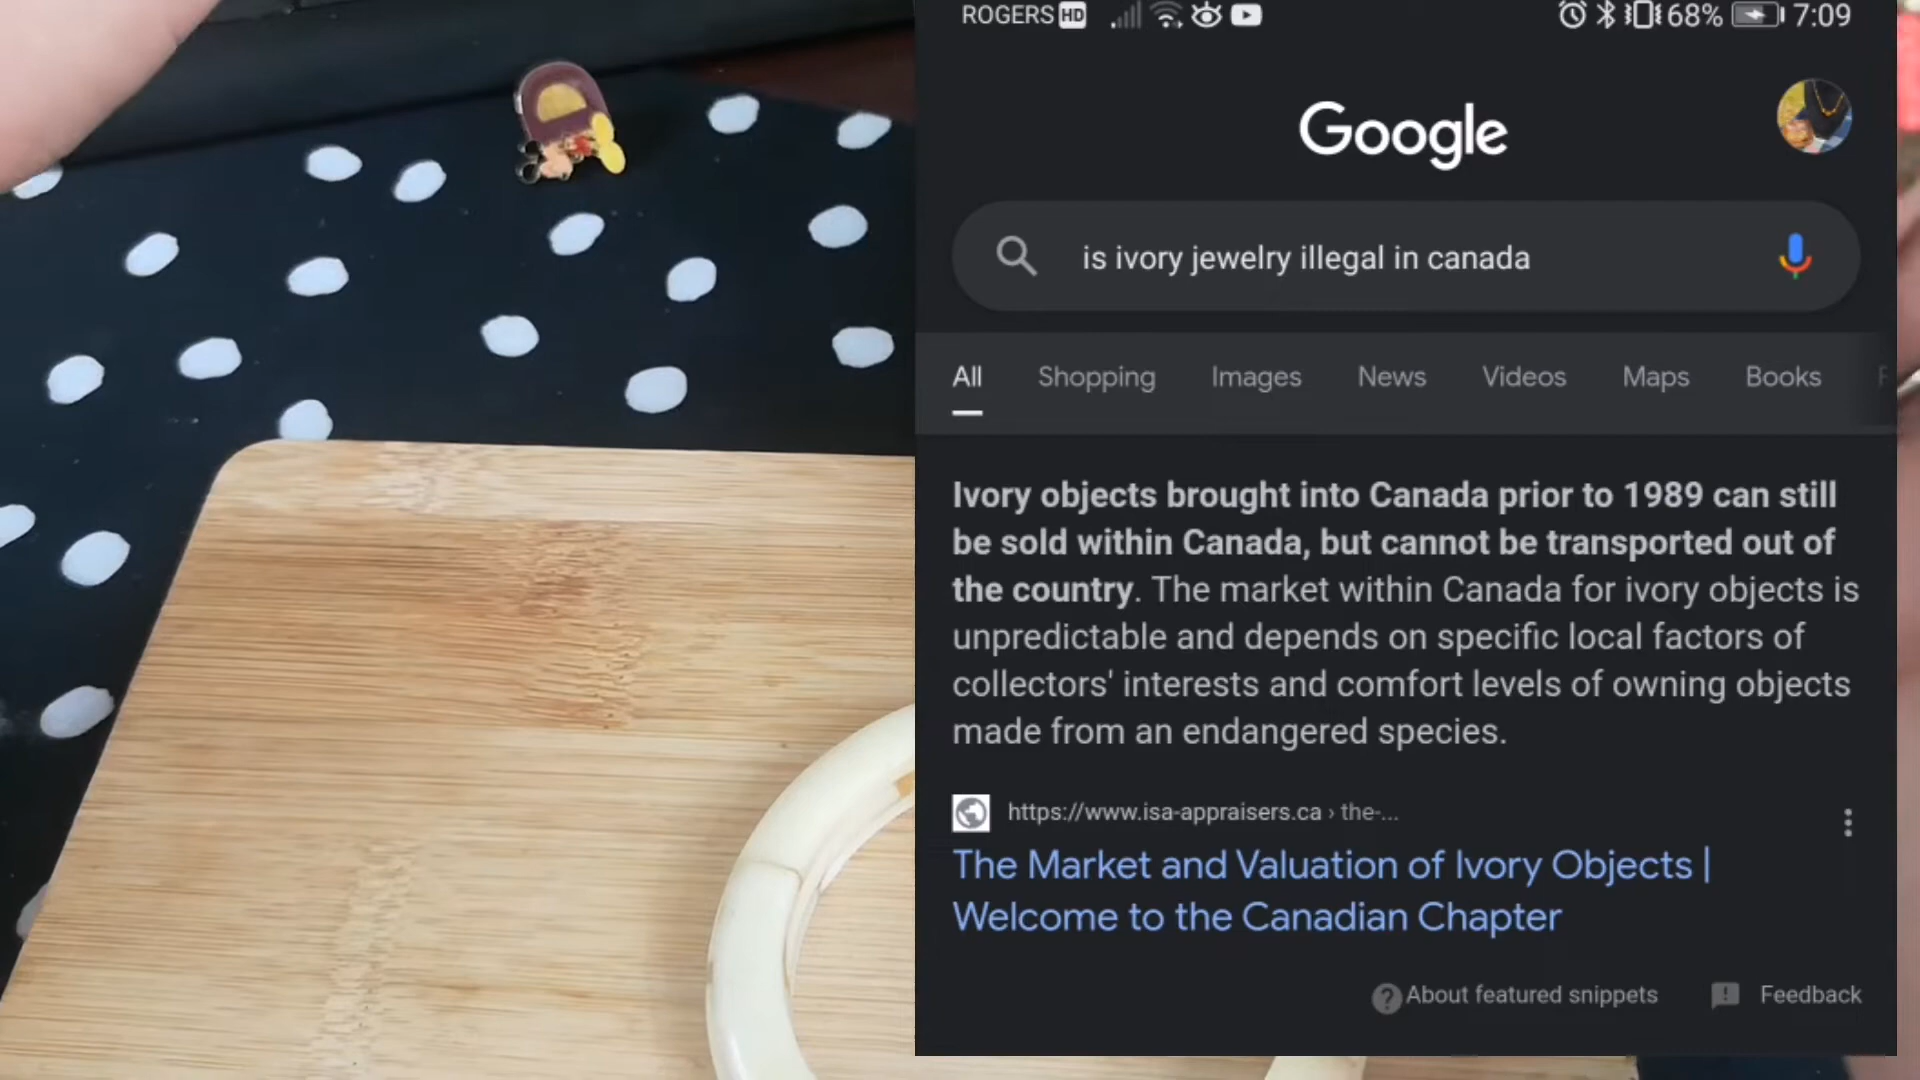 ROGERS HD 68% 7:09
Google
is ivory jewelry illegal in canada
All Shopping Images News Videos Maps Books
Ivory objects brought into Canada prior to 1989 can still
be sold within Canada, but cannot be transported out of
the country. The market within Canada for ivory objects is
unpredictable and depends on specific local factors of
collectors' interests and comfort levels of owning objects
made from an endangered species.
https://www.isa-appraisers.ca › the-...
The Market and Valuation of Ivory Objects |
Welcome to the Canadian Chapter
About featured snippets Feedback